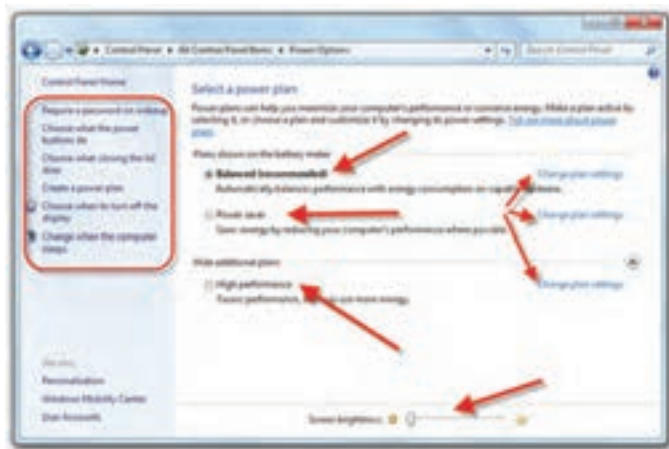 Control Panel ▸ All Control Panel Items ▸ Power Options
Search Control Panel
Control Panel Home
Require a password on wakeup
Choose what the power
buttons do
Choose what closing the lid
does
Create a power plan
Choose when to turn off the
display
Change when the computer
sleeps
See also
Personalization
Windows Mobility Center
User Accounts
Select a power plan
Power plans can help you maximize your computer's performance or conserve energy. Make a plan active by
selecting it, or choose a plan and customize it by changing its power settings. Tell me more about power
plans
Plans shown on the battery meter
Balanced (recommended) Change plan settings
Automatically balances performance with energy consumption on capable
Power saver Change plan settings
Saves energy by reducing your computer's performance where possible.
Hide additional plans
High performance Change plan settings
Favors performance, but may use more energy.
Screen brightness: